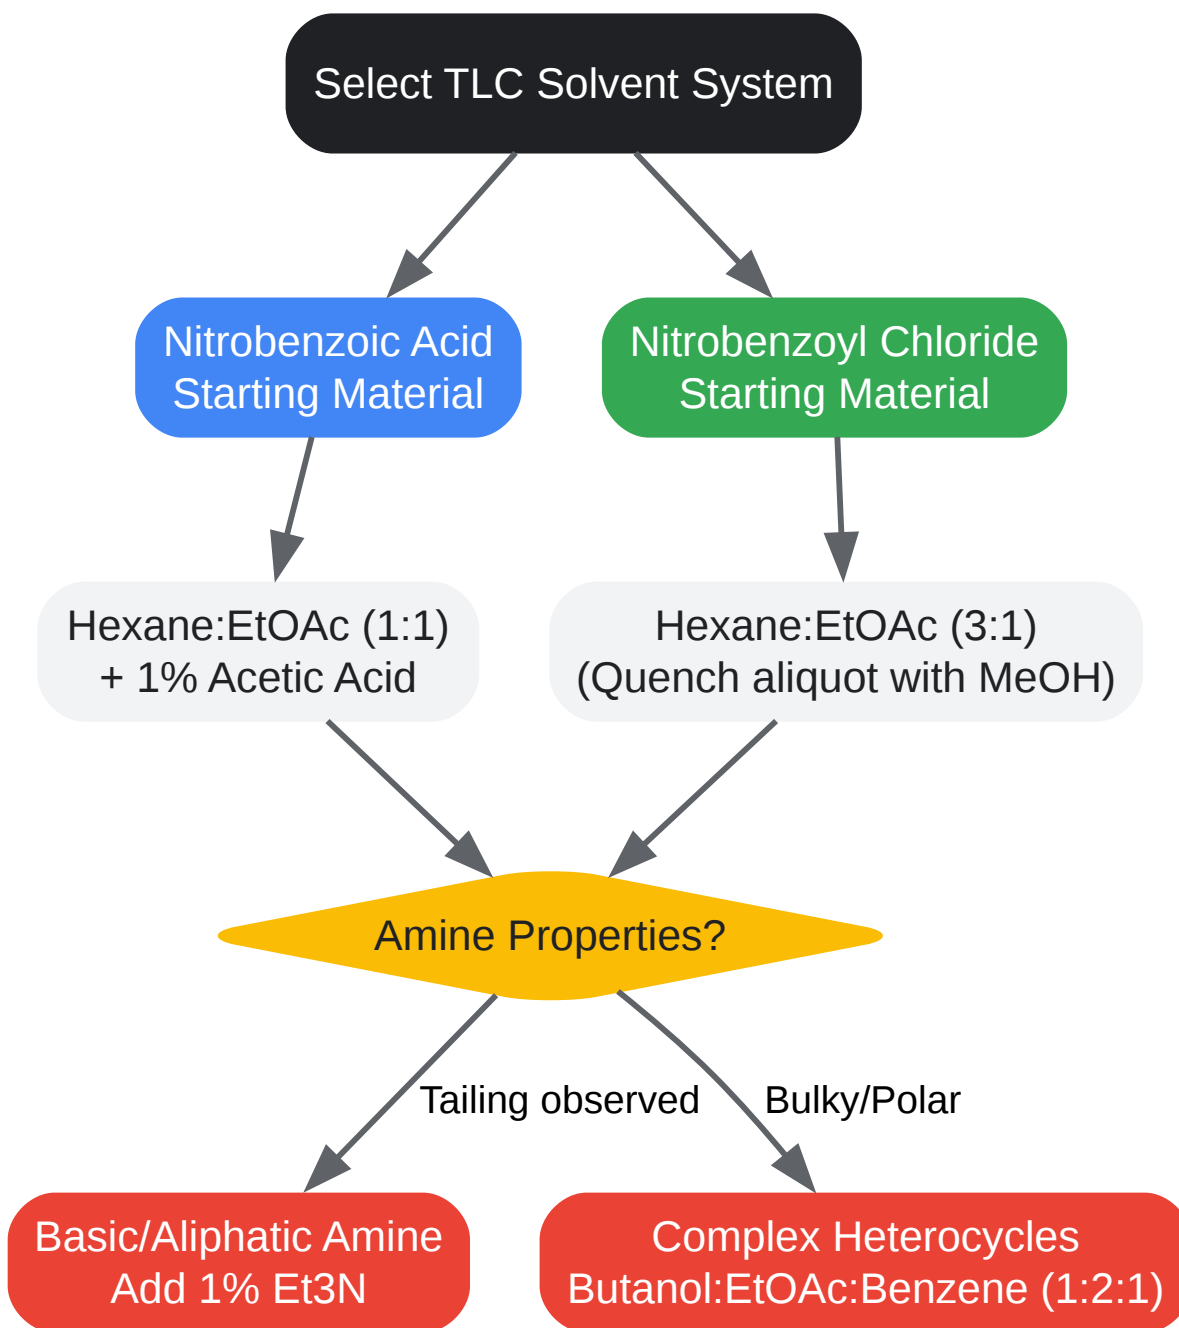 Select TLC Solvent System
Nitrobenzoic Acid
Starting Material
Nitrobenzoyl Chloride
Starting Material
Hexane:EtOAc (1:1)
+ 1% Acetic Acid
Hexane:EtOAc (3:1)
(Quench aliquot with MeOH)
Amine Properties?
Tailing observed
Bulky/Polar
Basic/Aliphatic Amine
Add 1% Et3N
Complex Heterocycles
Butanol:EtOAc:Benzene (1:2:1)